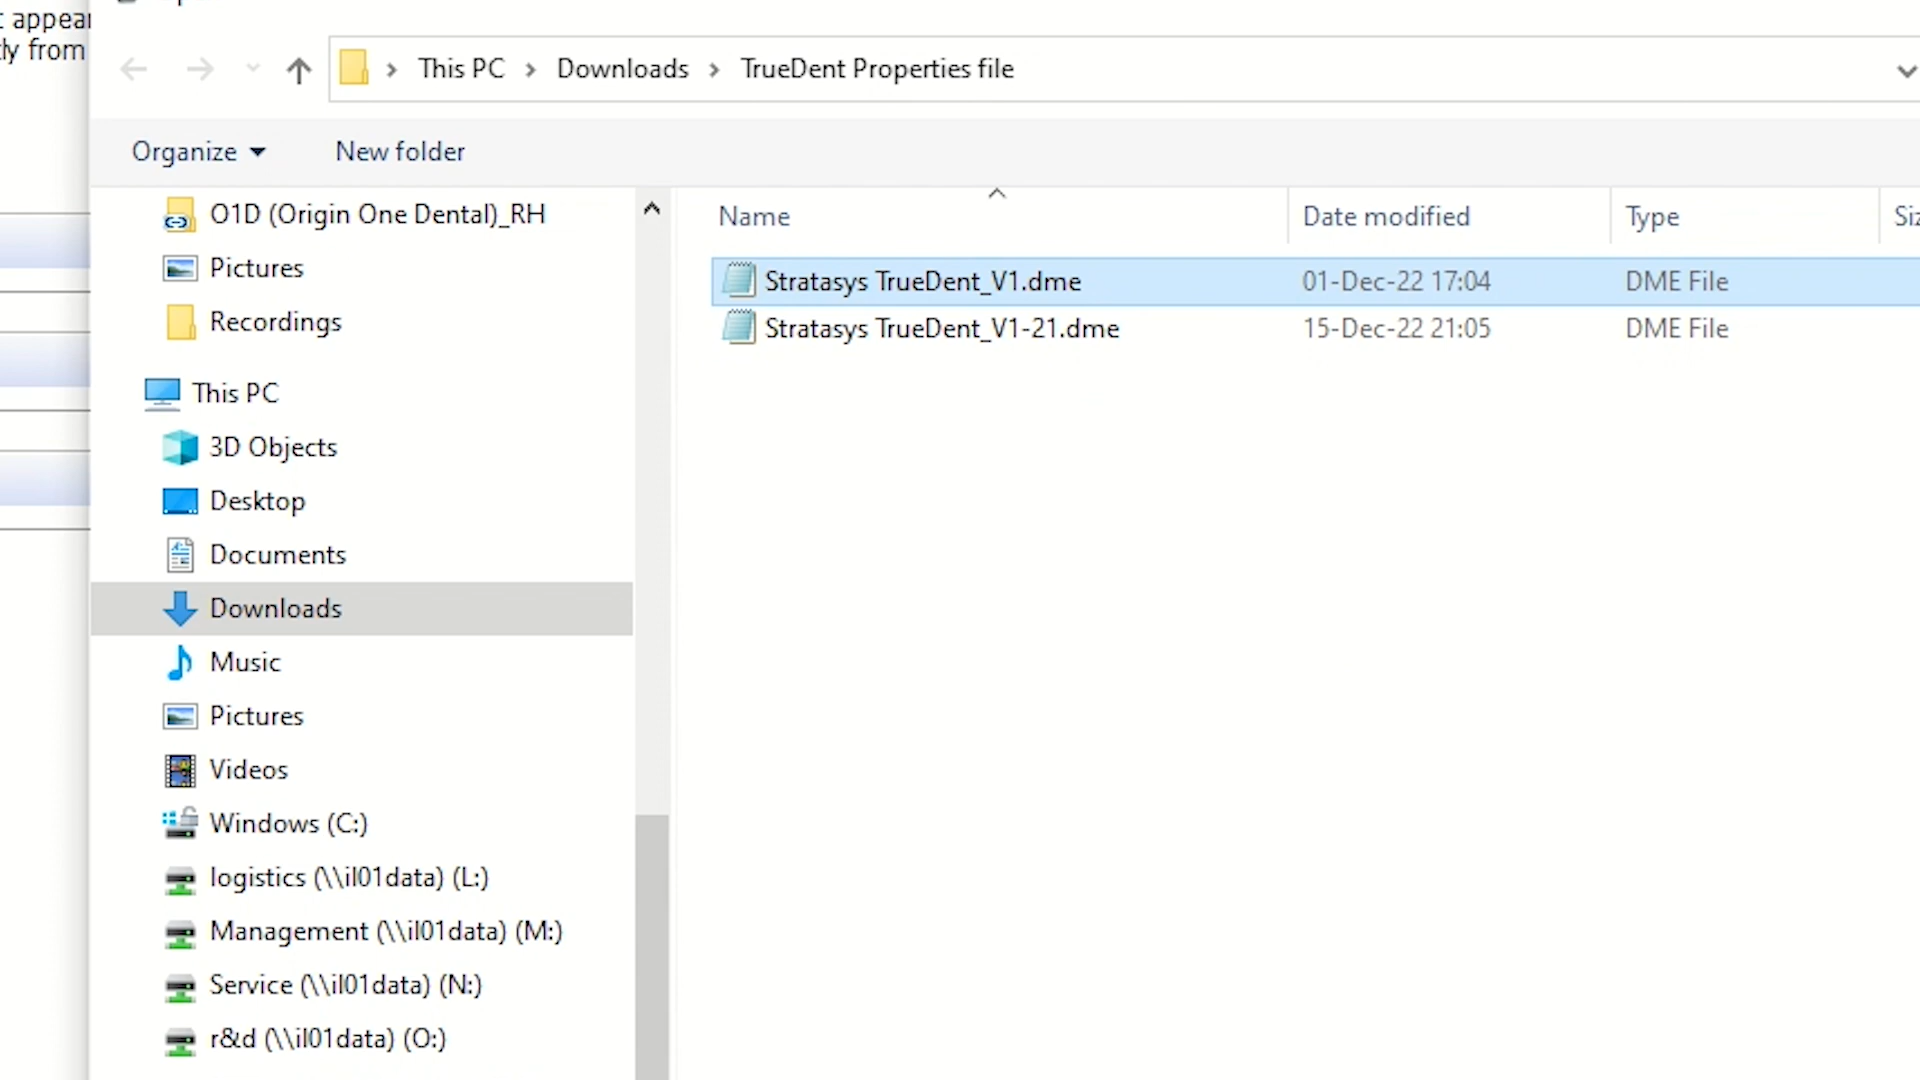 appear
from
This PC > Downloads > TrueDent Properties file
Organize
New folder
O1D (Origin One Dental)_RH
Pictures
Recordings
This PC
3D Objects
Desktop
Documents
Downloads
Music
Pictures
Videos
Windows (C:)
logistics (\\il01data) (L:)
Management (\\il01data) (M:)
Service (\\il01data) (N:)
r&d (\\il01data) (O:)
Name Date modified Type
Stratasys TrueDent_V1.dme 01-Dec-22 17:04 DME File
Stratasys TrueDent_V1-21.dme 15-Dec-22 21:05 DME File